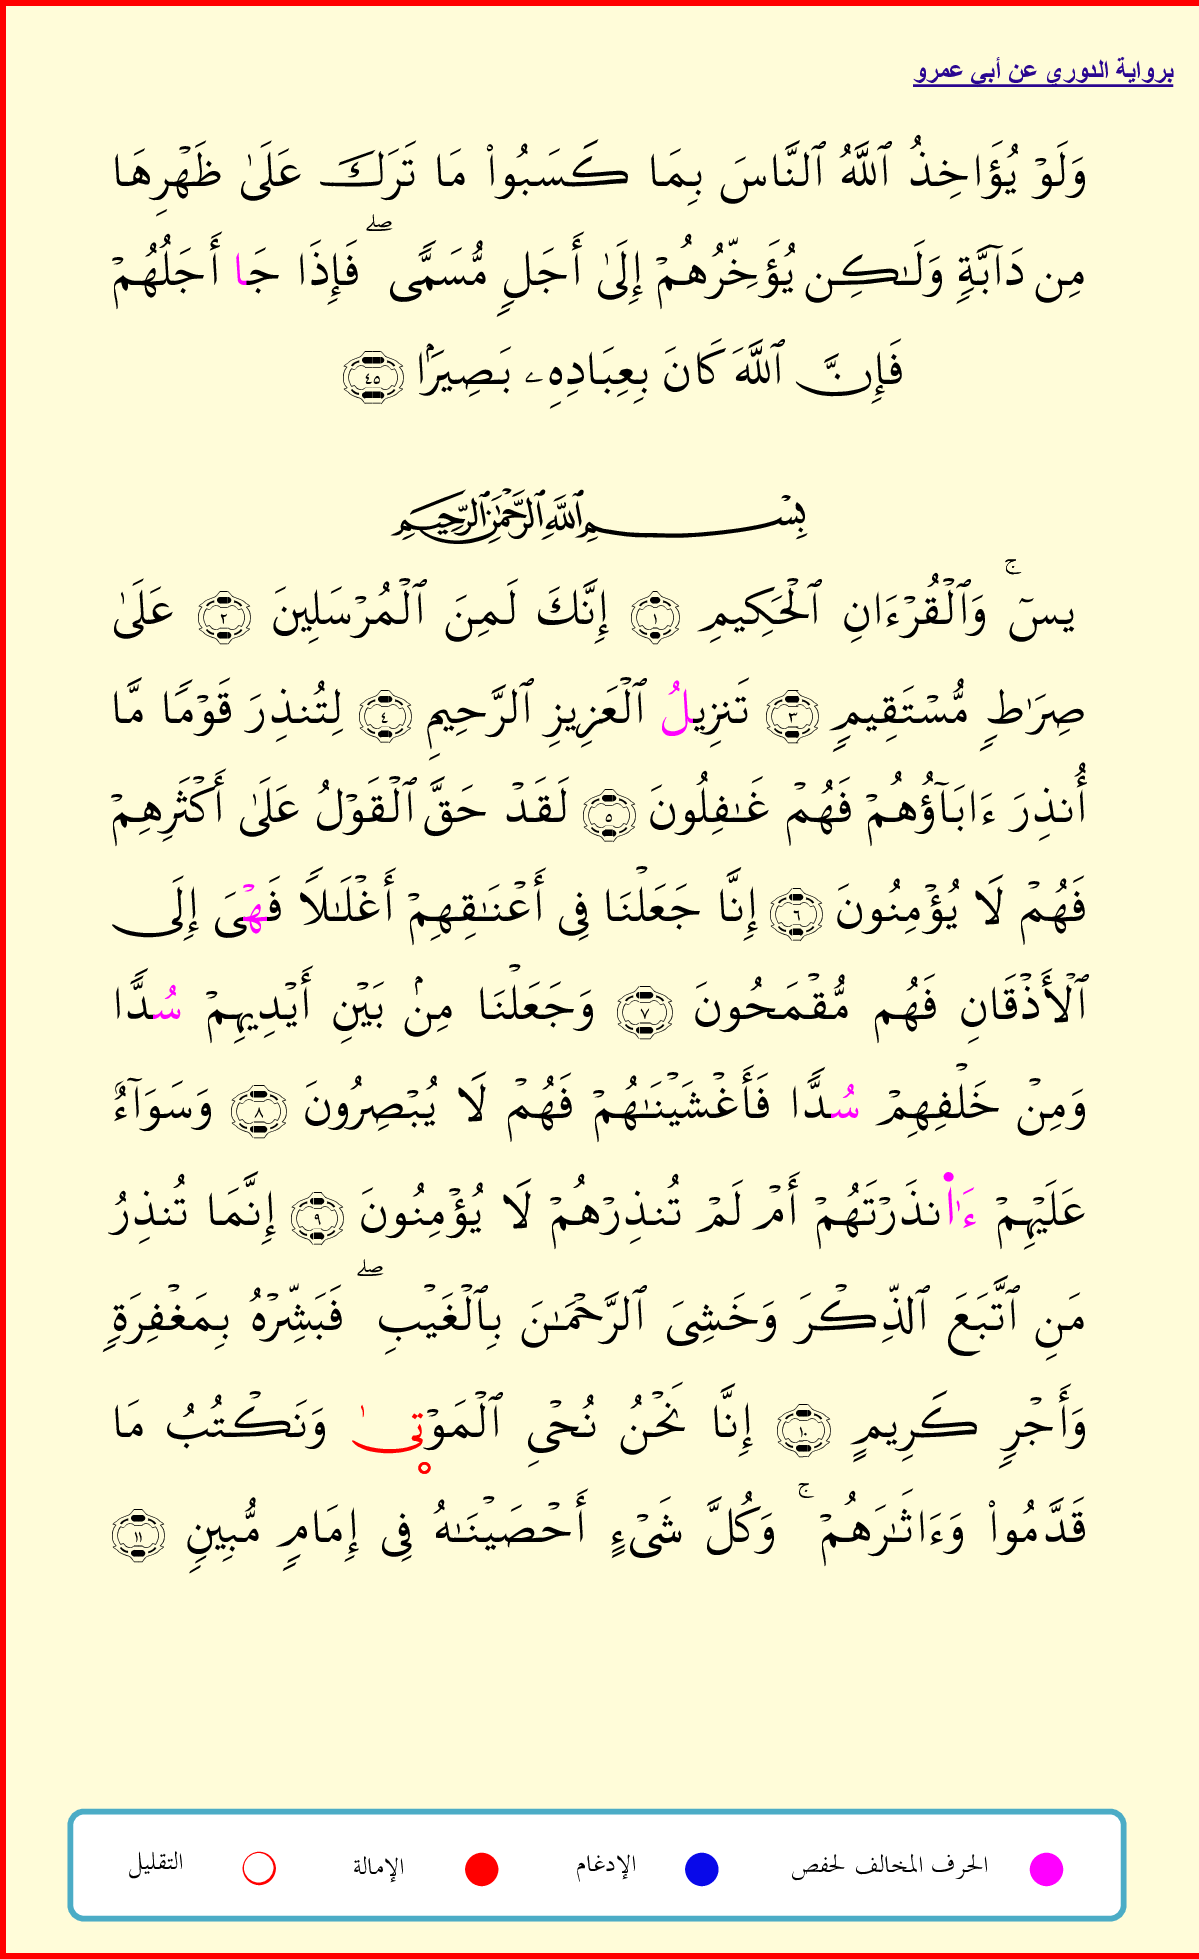 برواية الدوري عن أبي عمرو
وَلَوۡ يُؤَاخِذُ ٱللَّهُ ٱلنَّاسَ بِمَا كَسَبُواْ مَا تَرَكَ عَلَىٰ ظَهۡرِهَا
مِن دَآبَّةٖ وَلَٰكِن يُؤَخِّرُهُمۡ إِلَىٰ أَجَلٖ مُّسَمّٗىۖ فَإِذَا جَا أَجَلُهُمۡ
فَإِنَّ ٱللَّهَ كَانَ بِعِبَادِهِۦ بَصِيرَۢا ٤٥
بِسۡمِ ٱللَّهِ ٱلرَّحۡمَٰنِ ٱلرَّحِيمِ
يسٓۚ وَٱلۡقُرۡءَانِ ٱلۡحَكِيمِ ١ إِنَّكَ لَمِنَ ٱلۡمُرۡسَلِينَ ٢ عَلَىٰ
صِرَٰطٖ مُّسۡتَقِيمٖ ٣ تَنزِيلُ ٱلۡعَزِيزِ ٱلرَّحِيمِ ٤ لِتُنذِرَ قَوۡمٗا مَّا
أُنذِرَ ءَابَآؤُهُمۡ فَهُمۡ غَٰفِلُونَ ٥ لَقَدۡ حَقَّ ٱلۡقَوۡلُ عَلَىٰ أَكۡثَرِهِمۡ
فَهُمۡ لَا يُؤۡمِنُونَ ٦ إِنَّا جَعَلۡنَا فِي أَعۡنَٰقِهِمۡ أَغۡلَٰلٗا فَهۡيَ إِلَى
ٱلۡأَذۡقَانِ فَهُم مُّقۡمَحُونَ ٧ وَجَعَلۡنَا مِنۢ بَيۡنِ أَيۡدِيهِمۡ سُدّٗا
وَمِنۡ خَلۡفِهِمۡ سُدّٗا فَأَغۡشَيۡنَٰهُمۡ فَهُمۡ لَا يُبۡصِرُونَ ٨ وَسَوَآءٌ
عَلَيۡهِمۡ ءَٰا۬نذَرۡتَهُمۡ أَمۡ لَمۡ تُنذِرۡهُمۡ لَا يُؤۡمِنُونَ ٩ إِنَّمَا تُنذِرُ
مَنِ ٱتَّبَعَ ٱلذِّكۡرَ وَخَشِيَ ٱلرَّحۡمَٰنَ بِٱلۡغَيۡبِۖ فَبَشِّرۡهُ بِمَغۡفِرَةٖ
وَأَجۡرٖ كَرِيمٍ ١٠ إِنَّا نَحۡنُ نُحۡيِ ٱلۡمَوۡتىٰ وَنَكۡتُبُ مَا
قَدَّمُواْ وَءَاثَٰرَهُمۡۚ وَكُلَّ شَيۡءٍ أَحۡصَيۡنَٰهُ فِي إِمَامٖ مُّبِينٖ ١١
الحرف المخالف لحفص الإدغام الإمالة التقليل